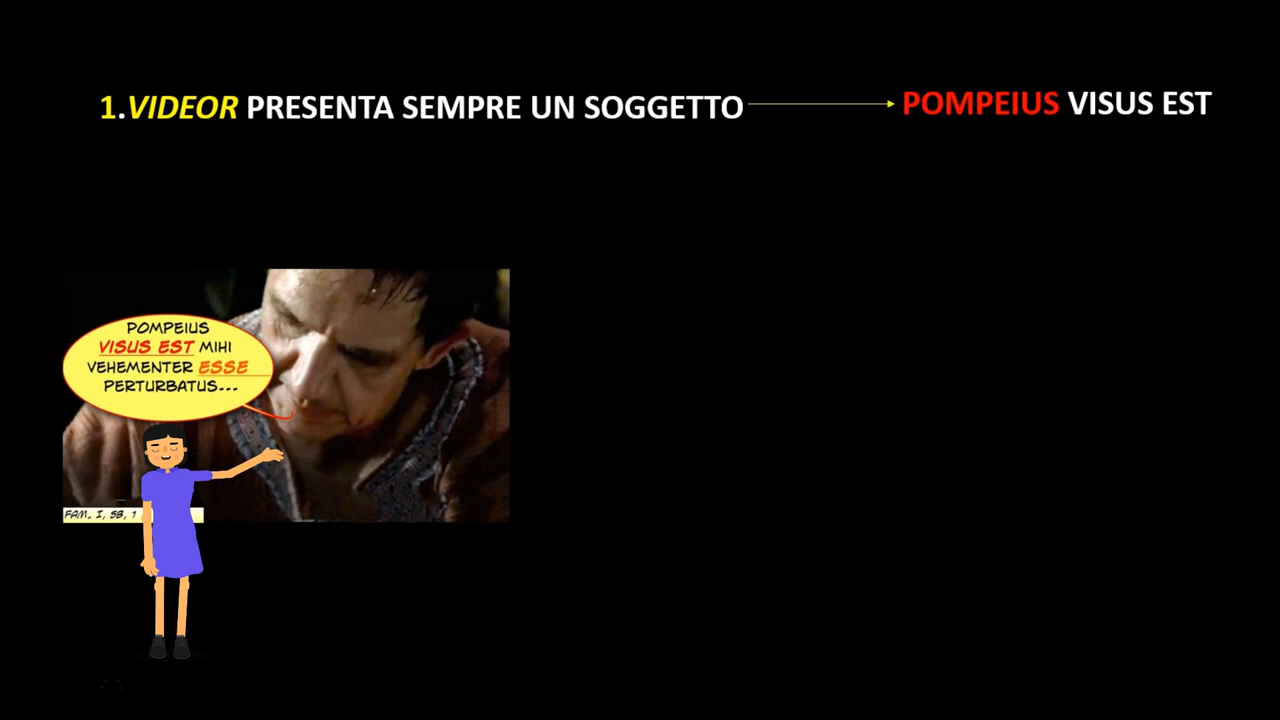 1.VIDEOR PRESENTA SEMPRE UN SOGGETTO
POMPEIUS VISUS EST
POMPEIUS
VISUS EST MIHI
VEHEMENTER ESSE
PERTURBATUS...
FAM. I, 5B, 1